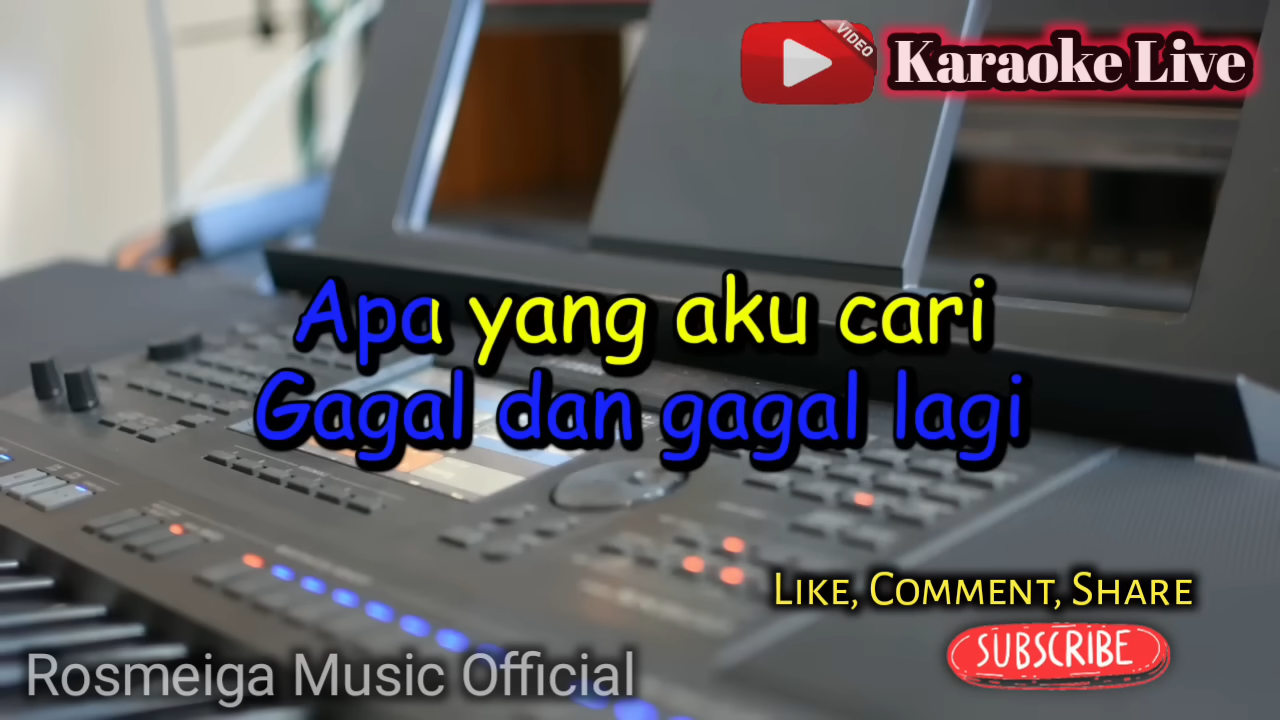 VIDEO
Karaoke Live
Apa yang aku cari
Gagal dan gagal lagi
Like, Comment, Share
SUBSCRIBE
Rosmeiga Music Official